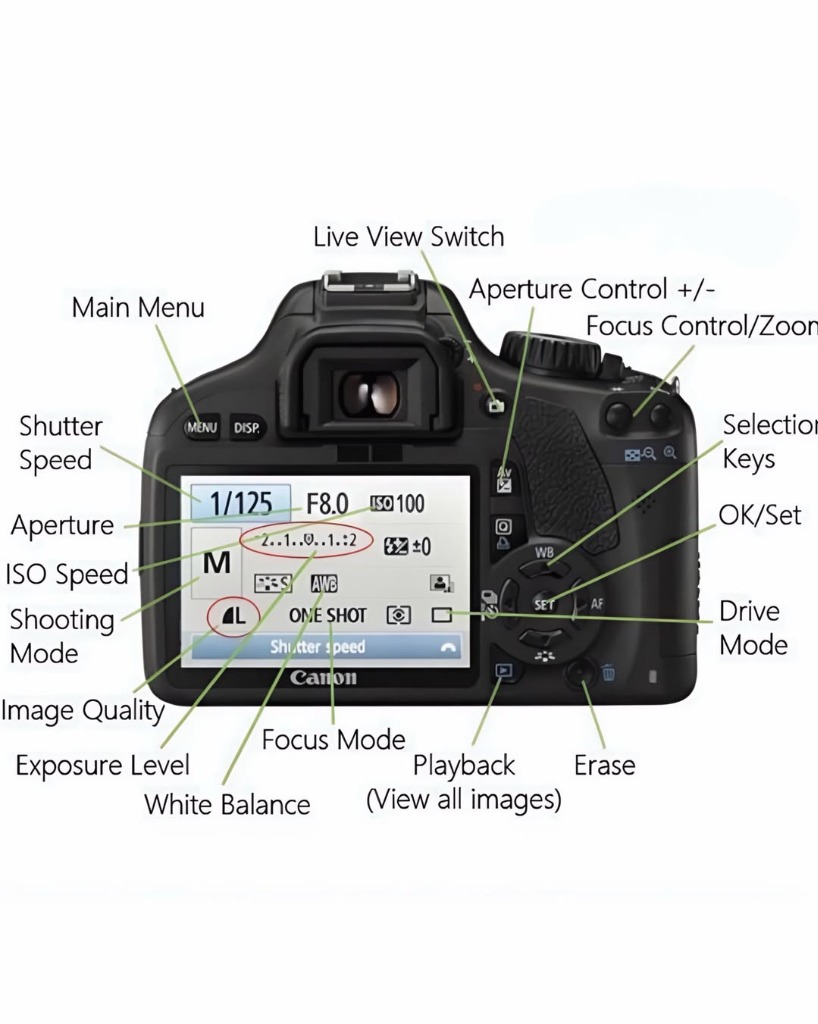 Live View Switch
Aperture Control +/-
Main Menu
Focus Control/Zoom
Shutter
Speed
MENU
DISP.
Selection
Keys
Av
1/125
F8.0
ISO 100
Aperture
OK/Set
Q
-2..1..0..1..:2
±0
WB
M
ISO Speed
S
AWB
SET
AF
Shooting
Mode
L
ONE SHOT
Drive
Mode
Shutter speed
Canon
Image Quality
Focus Mode
Exposure Level
Playback
(View all images)
Erase
White Balance